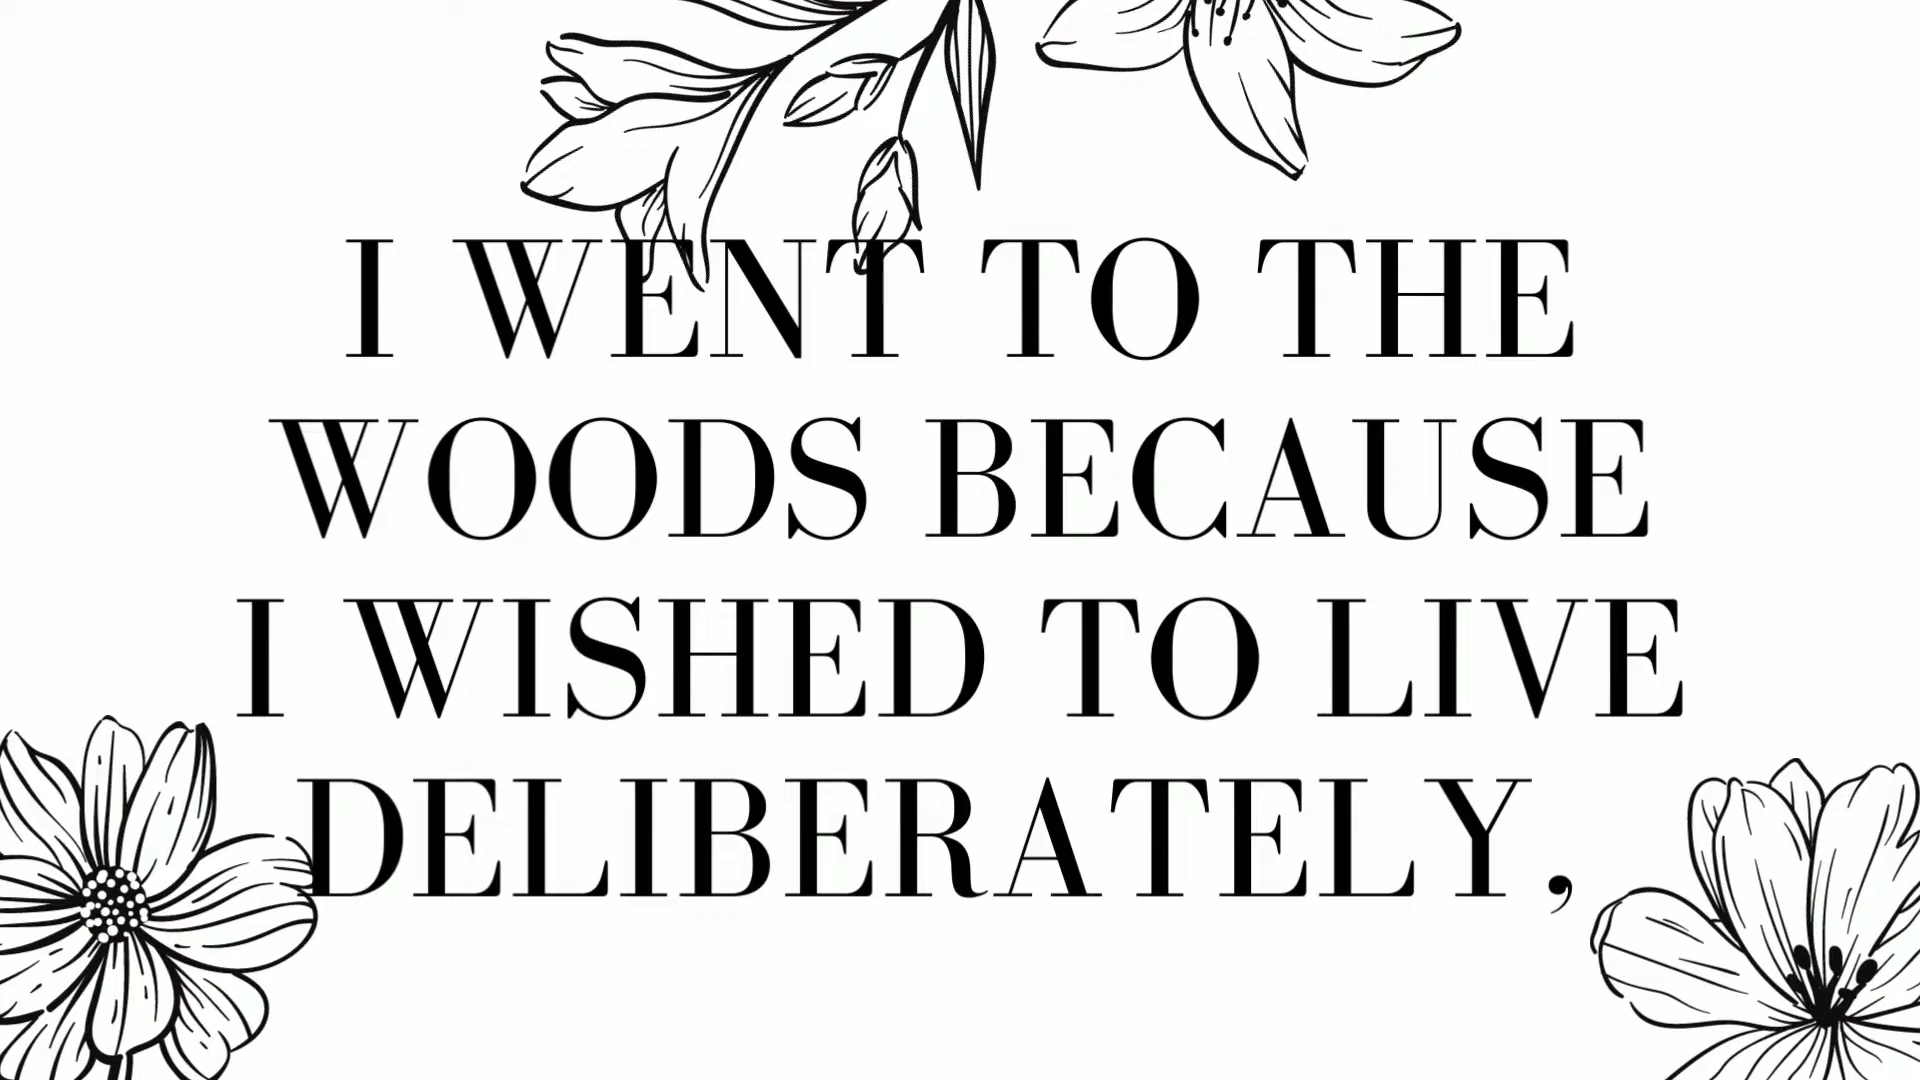 I WENT TO THE
WOODS BECAUSE
I WISHED TO LIVE
DELIBERATELY,